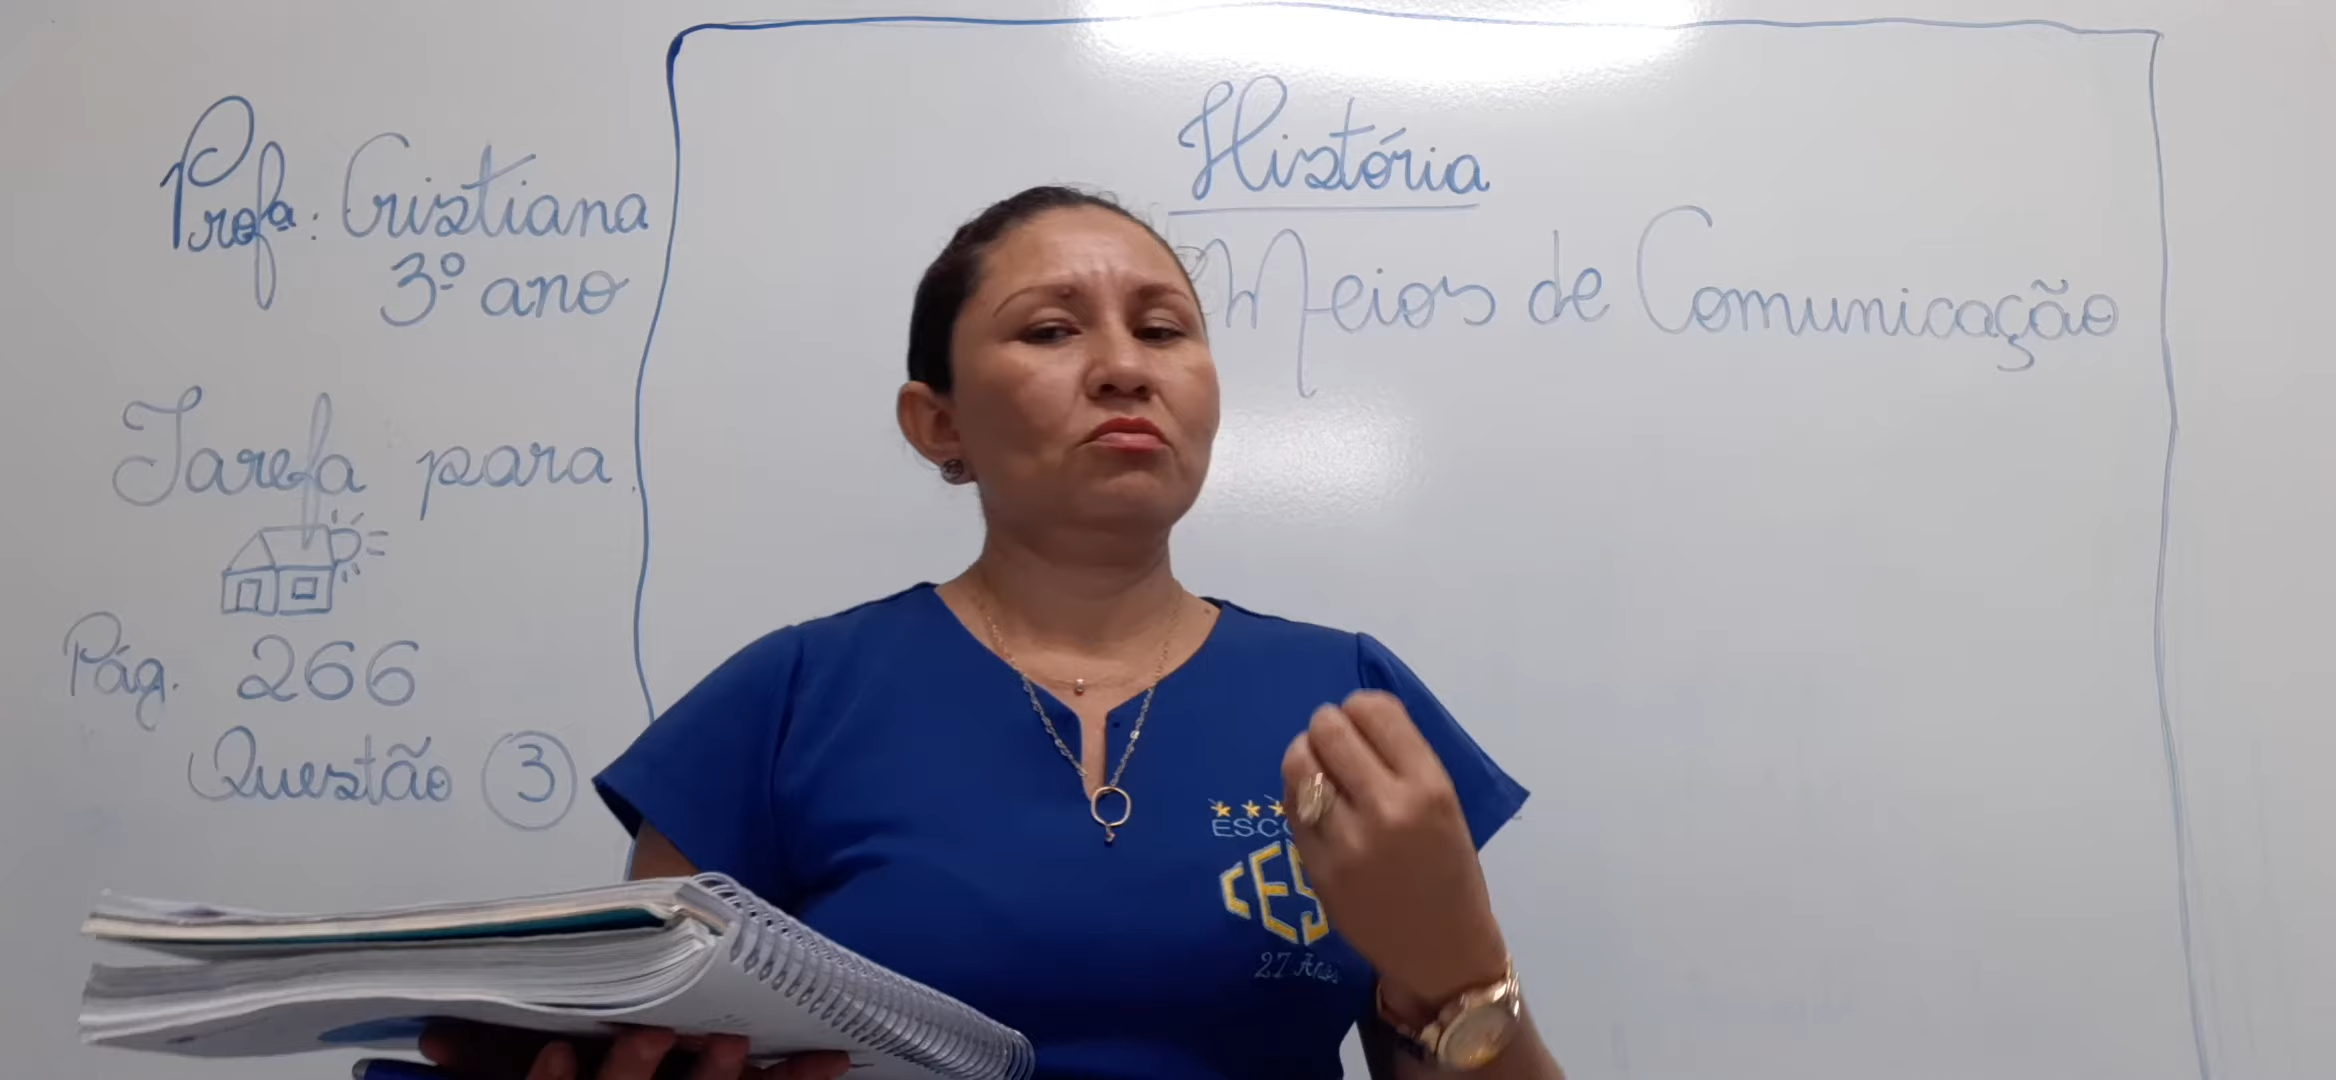 Profª: Cristiana
3º ano
Tarefa para
Pág. 266
Questão 3
História
Meios de Comunicação
27 Anos